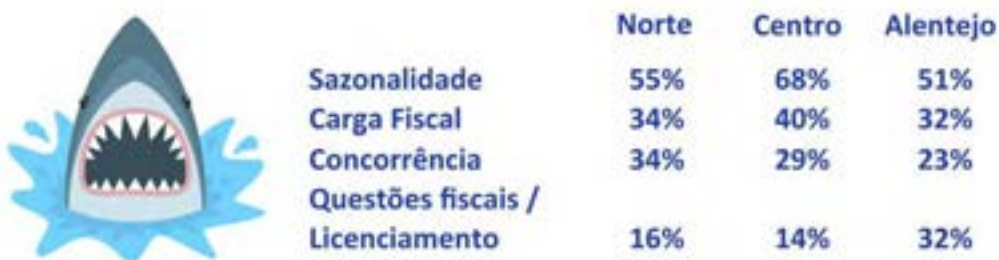 Norte Centro Alentejo
Sazonalidade 55% 68% 51%
Carga Fiscal 34% 40% 32%
Concorrência 34% 29% 23%
Questões fiscais /
Licenciamento 16% 14% 32%